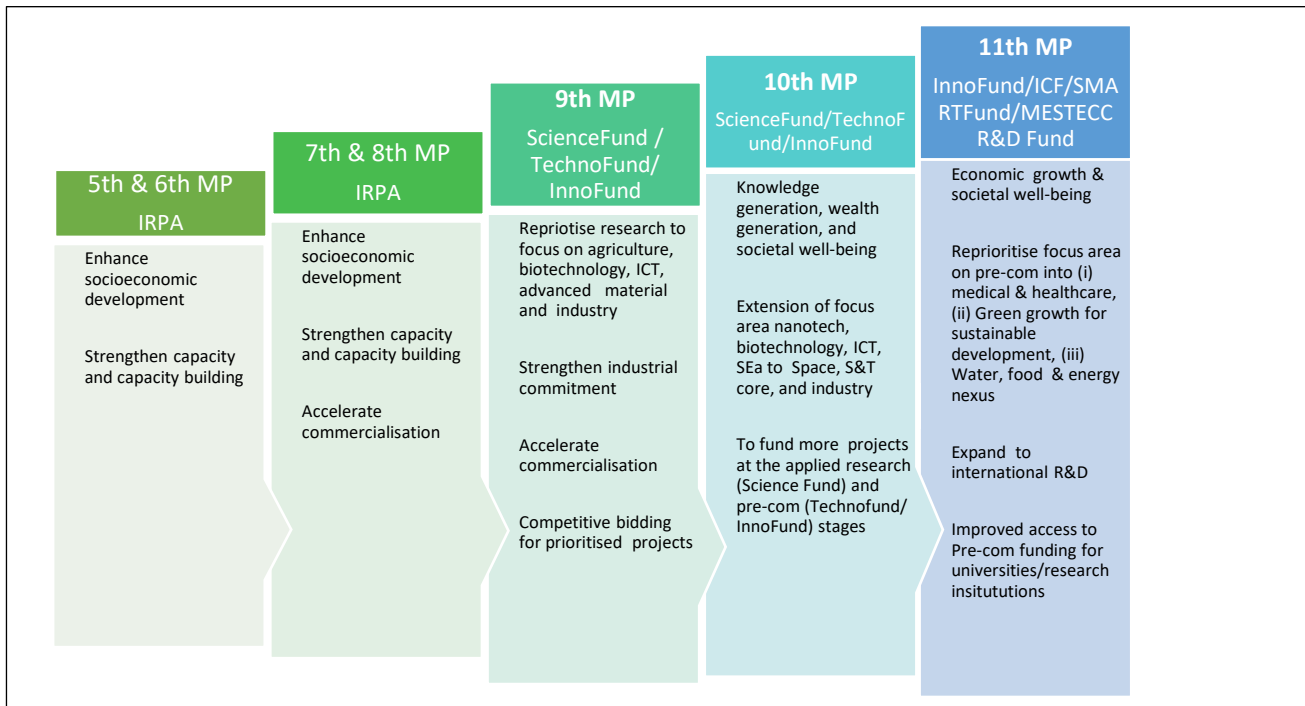 5th & 6th MP
IRPA
Enhance
socioeconomic
development
Strengthen capacity
and capacity building
7th & 8th MP
IRPA
Enhance
socioeconomic
development
Strengthen capacity
and capacity building
Accelerate
commercialisation
9th MP
ScienceFund /
TechnoFund/
InnoFund
Repriotise research to
focus on agriculture,
biotechnology, ICT,
advanced material
and industry
Strengthen industrial
commitment
Accelerate
commercialisation
Competitive bidding
for prioritised projects
10th MP
ScienceFund/TechnoF
und/InnoFund
Knowledge
generation, wealth
generation, and
societal well-being
Extension of focus
area nanotech,
biotechnology, ICT,
SEa to Space, S&T
core, and industry
To fund more projects
at the applied research
(Science Fund) and
pre-com (Technofund/
InnoFund) stages
11th MP
InnoFund/ICF/SMA
RTFund/MESTECC
R&D Fund
Economic growth &
societal well-being
Reprioritise focus area
on pre-com into (i)
medical & healthcare,
(ii) Green growth for
sustainable
development, (iii)
Water, food & energy
nexus
Expand to
international R&D
Improved access to
Pre-com funding for
universities/research
insitututions